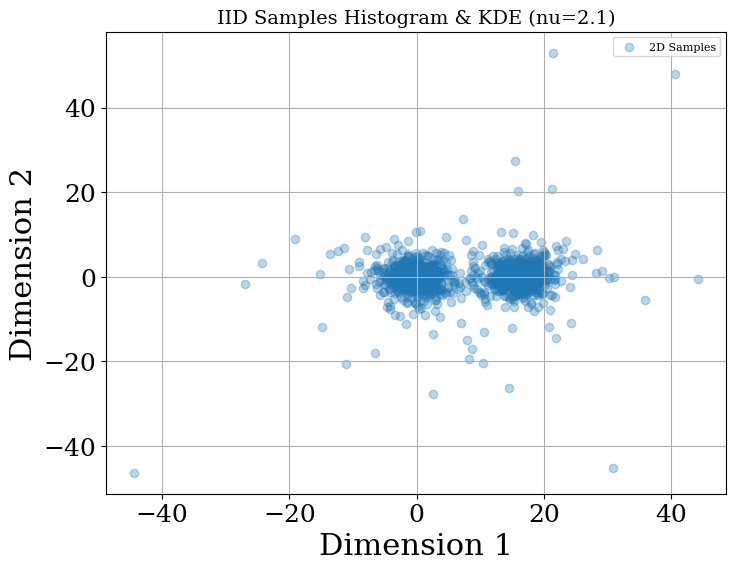 IID Samples Histogram & KDE (nu=2.1)
2D Samples
Dimension 2
40
20
0
−20
−40
−40 −20 0 20 40
Dimension 1